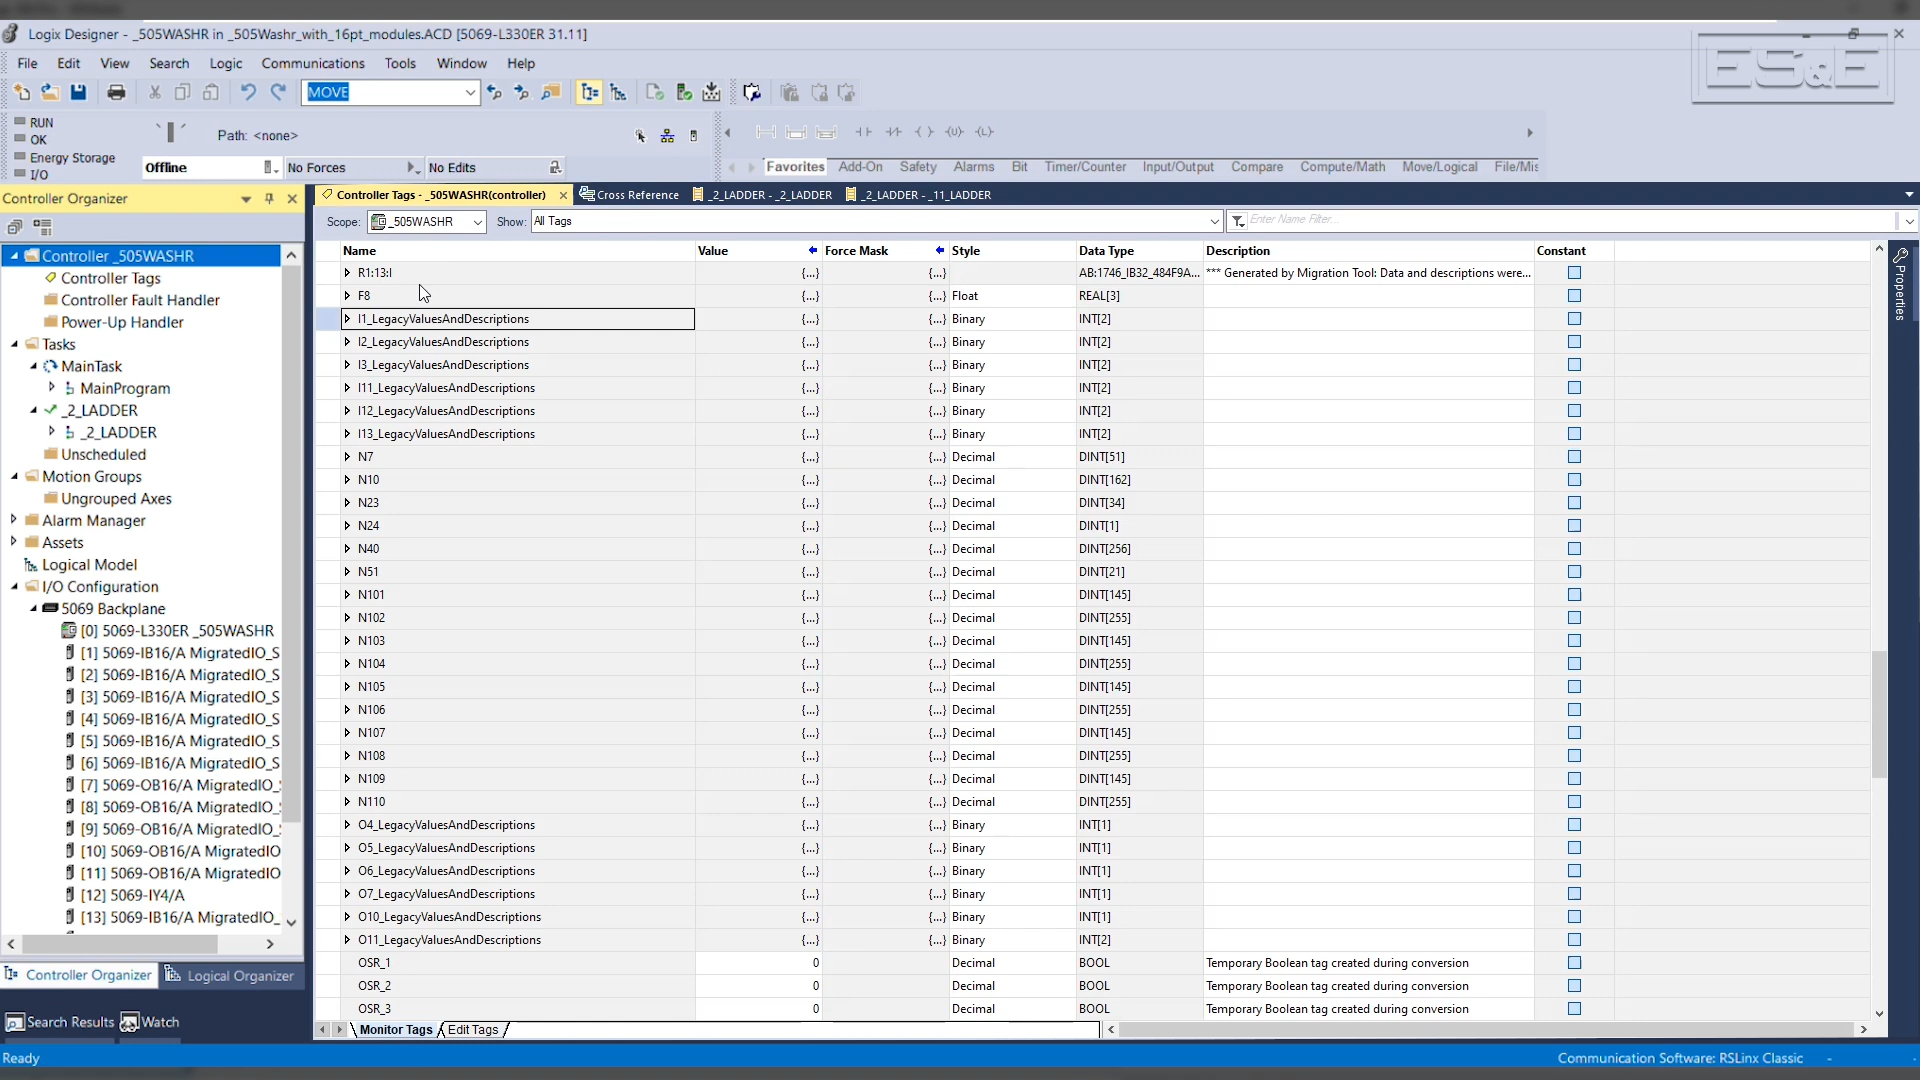 Logix Designer - _505WASHR in _505Washr_with_16pt_modules.ACD [5069-L330ER 31.11]
ES&E
File Edit View Search Logic Communications Tools Window Help
MOVE
RUN
OK
Energy Storage
I/O
Path: <none>
Offline No Forces No Edits
Favorites Add-On Safety Alarms Bit Timer/Counter Input/Output Compare Compute/Math Move/Logical File/Mis
Controller Organizer
Controller _505WASHR
Controller Tags
Controller Fault Handler
Power-Up Handler
Tasks
MainTask
MainProgram
_2_LADDER
_2_LADDER
Unscheduled
Motion Groups
Ungrouped Axes
Alarm Manager
Assets
Logical Model
I/O Configuration
5069 Backplane
[0] 5069-L330ER _505WASHR
[1] 5069-IB16/A MigratedIO_S
[2] 5069-IB16/A MigratedIO_S
[3] 5069-IB16/A MigratedIO_S
[4] 5069-IB16/A MigratedIO_S
[5] 5069-IB16/A MigratedIO_S
[6] 5069-IB16/A MigratedIO_S
[7] 5069-OB16/A MigratedIO_
[8] 5069-OB16/A MigratedIO_
[9] 5069-OB16/A MigratedIO_
[10] 5069-OB16/A MigratedIO
[11] 5069-OB16/A MigratedIO
[12] 5069-IY4/A
[13] 5069-IB16/A MigratedIO_
Controller Organizer Logical Organizer
Search Results Watch
Controller Tags - _505WASHR(controller) Cross Reference _2_LADDER - _2_LADDER _2_LADDER - _11_LADDER
Scope: _505WASHR Show: All Tags Enter Name Filter...
Name Value Force Mask Style Data Type Description Constant
R1:13:I {...} {...} AB:1746_IB32_484F9A... *** Generated by Migration Tool: Data and descriptions were...
F8 {...} {...} Float REAL[3]
I1_LegacyValuesAndDescriptions {...} {...} Binary INT[2]
I2_LegacyValuesAndDescriptions {...} {...} Binary INT[2]
I3_LegacyValuesAndDescriptions {...} {...} Binary INT[2]
I11_LegacyValuesAndDescriptions {...} {...} Binary INT[2]
I12_LegacyValuesAndDescriptions {...} {...} Binary INT[2]
I13_LegacyValuesAndDescriptions {...} {...} Binary INT[2]
N7 {...} {...} Decimal DINT[51]
N10 {...} {...} Decimal DINT[162]
N23 {...} {...} Decimal DINT[34]
N24 {...} {...} Decimal DINT[1]
N40 {...} {...} Decimal DINT[256]
N51 {...} {...} Decimal DINT[21]
N101 {...} {...} Decimal DINT[145]
N102 {...} {...} Decimal DINT[255]
N103 {...} {...} Decimal DINT[145]
N104 {...} {...} Decimal DINT[255]
N105 {...} {...} Decimal DINT[145]
N106 {...} {...} Decimal DINT[255]
N107 {...} {...} Decimal DINT[145]
N108 {...} {...} Decimal DINT[255]
N109 {...} {...} Decimal DINT[145]
N110 {...} {...} Decimal DINT[255]
O4_LegacyValuesAndDescriptions {...} {...} Binary INT[1]
O5_LegacyValuesAndDescriptions {...} {...} Binary INT[1]
O6_LegacyValuesAndDescriptions {...} {...} Binary INT[1]
O7_LegacyValuesAndDescriptions {...} {...} Binary INT[1]
O10_LegacyValuesAndDescriptions {...} {...} Binary INT[1]
O11_LegacyValuesAndDescriptions {...} {...} Binary INT[2]
OSR_1 0 Decimal BOOL Temporary Boolean tag created during conversion
OSR_2 0 Decimal BOOL Temporary Boolean tag created during conversion
OSR_3 0 Decimal BOOL Temporary Boolean tag created during conversion
Monitor Tags Edit Tags
Properties
Ready
Communication Software: RSLinx Classic